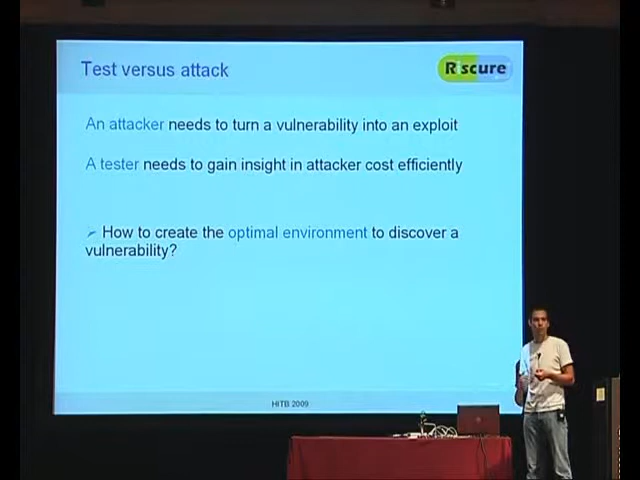 Test versus attack
Riscure
An attacker needs to turn a vulnerability into an exploit
A tester needs to gain insight in attacker cost efficiently
➢ How to create the optimal environment to discover a
vulnerability?
HITB 2009